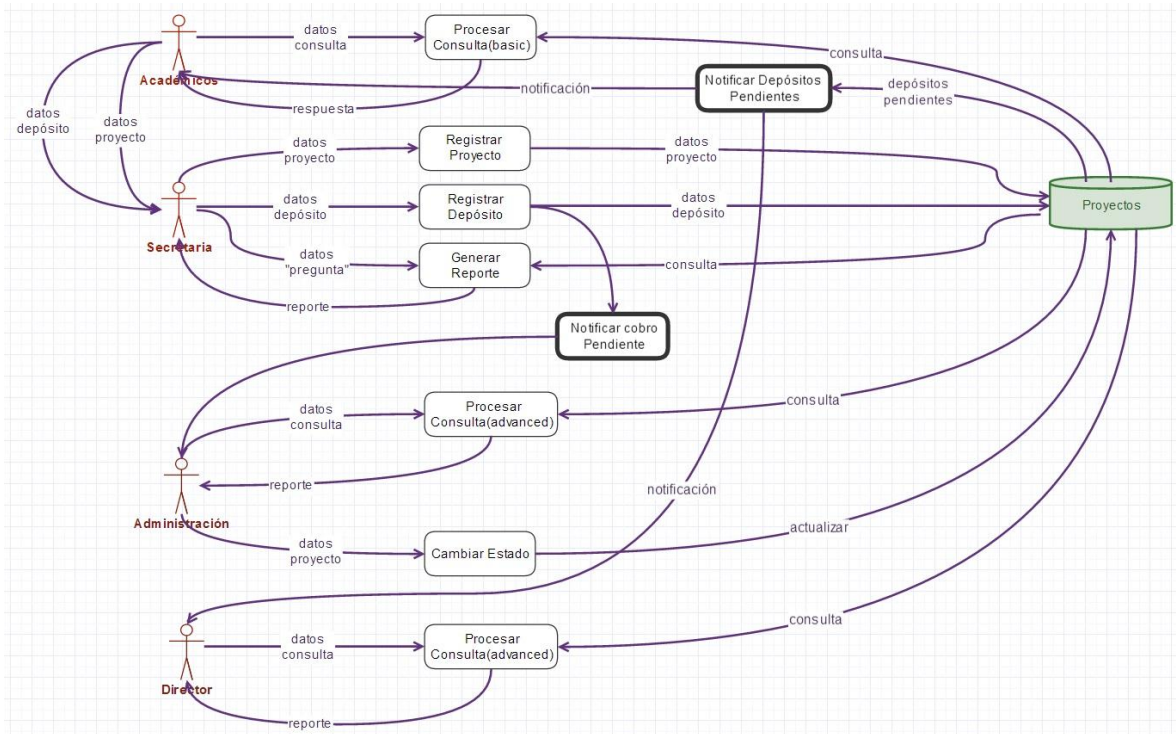 datos
consulta
Procesar
Consulta(basic)
consulta
Académicos
notificación
Notificar Depósitos
Pendientes
depósitos
pendientes
respuesta
datos
depósito
datos
proyecto
datos
proyecto
Registrar
Proyecto
datos
proyecto
datos
depósito
Registrar
Depósito
datos
depósito
Proyectos
Secretaria
datos
"pregunta"
Generar
Reporte
consulta
reporte
Notificar cobro
Pendiente
datos
consulta
Procesar
Consulta(advanced)
consulta
reporte
notificación
Administración
datos
proyecto
Cambiar Estado
actualizar
datos
consulta
Procesar
Consulta(advanced)
consulta
Director
reporte